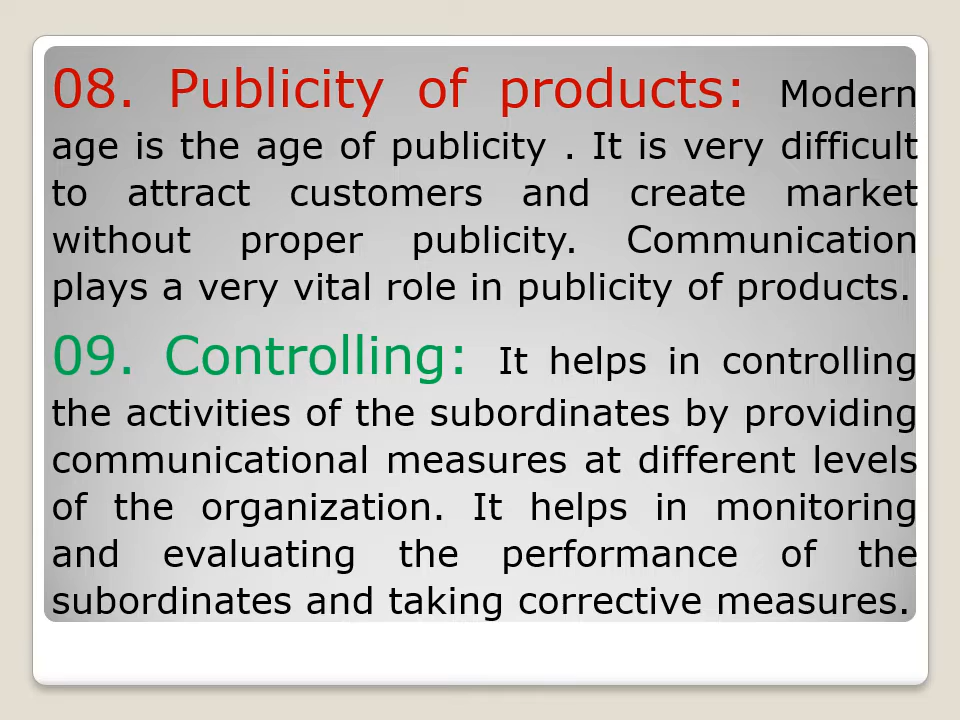 08. Publicity of products: Modern
age is the age of publicity . It is very difficult
to attract customers and create market
without proper publicity. Communication
plays a very vital role in publicity of products.
09. Controlling: It helps in controlling
the activities of the subordinates by providing
communicational measures at different levels
of the organization. It helps in monitoring
and evaluating the performance of the
subordinates and taking corrective measures.